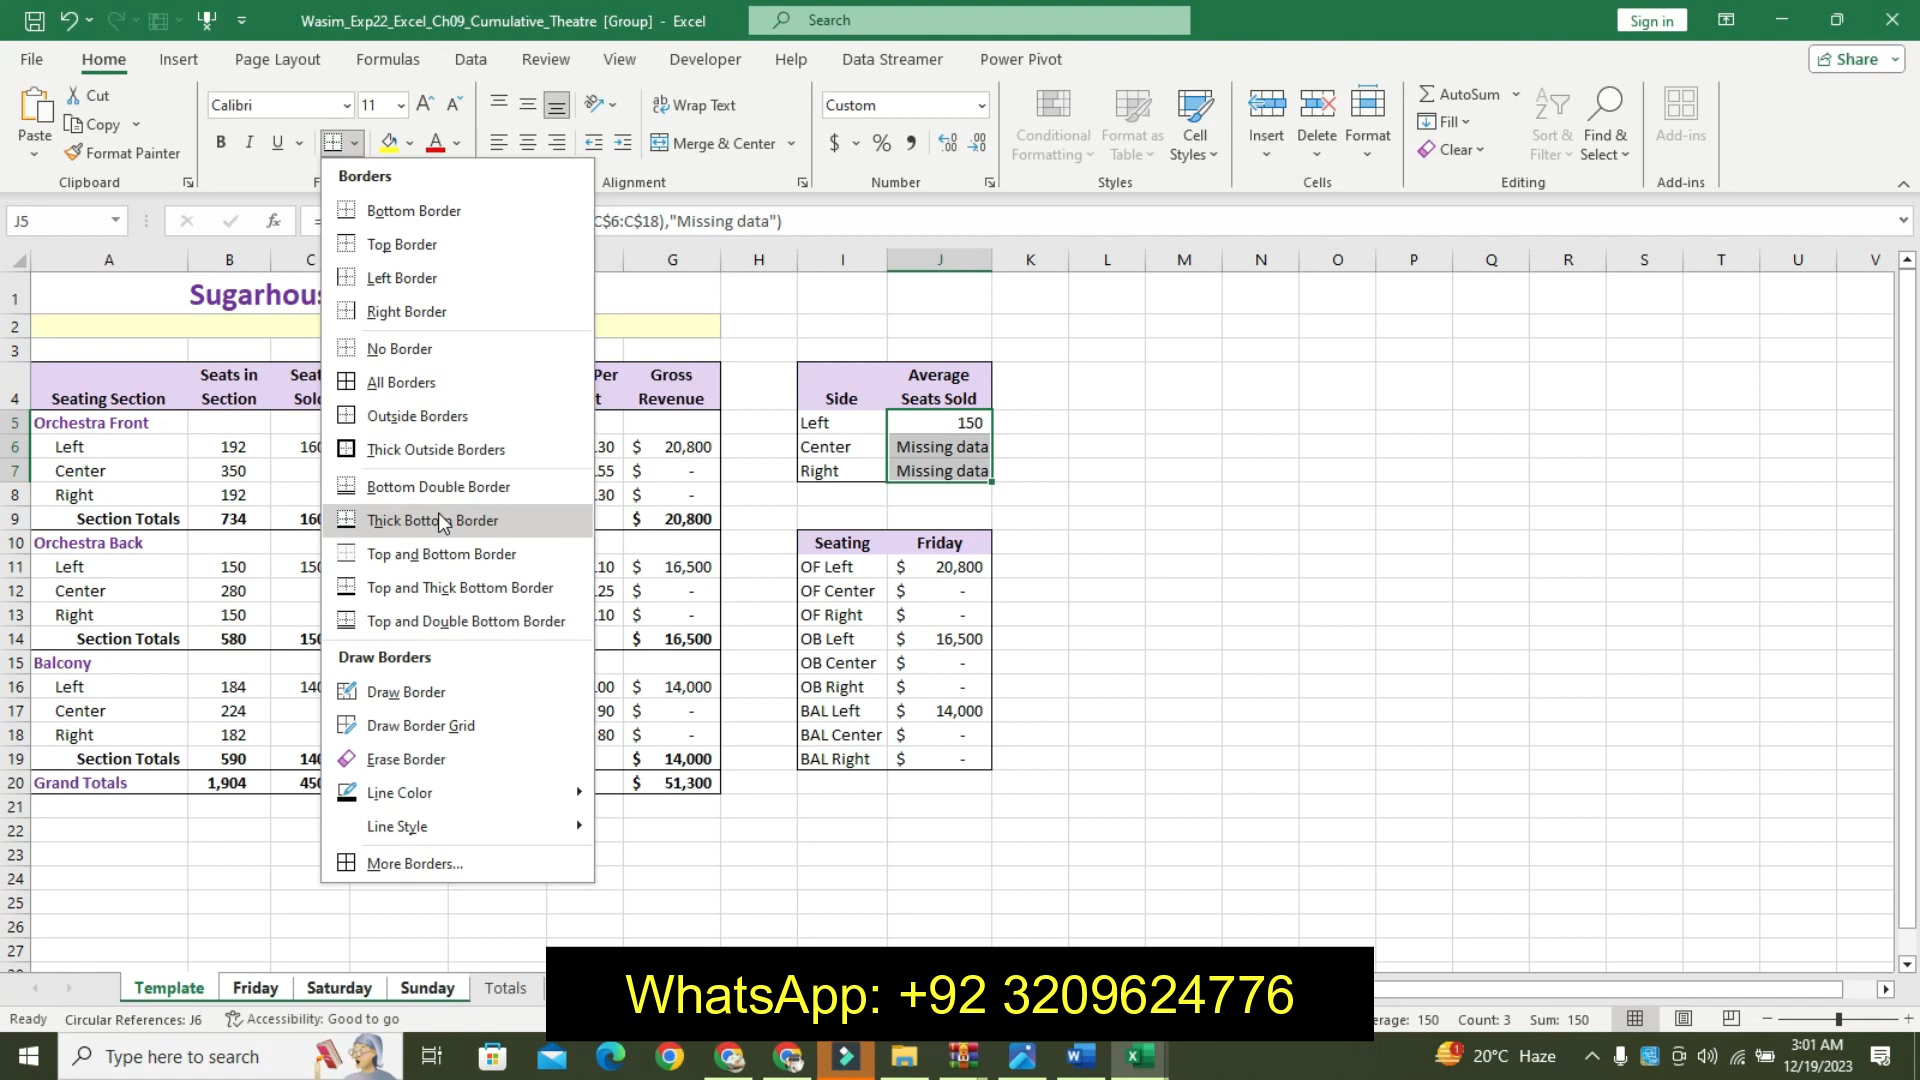 Wasim_Exp22_Excel_Ch09_Cumulative_Theatre [Group] - Excel
Search
Sign in
File Home Insert Page Layout Formulas Data Review View Developer Help Data Streamer Power Pivot Share
Paste
Cut
Copy
Format Painter
Clipboard
Calibri 11
B I U
Wrap Text
Merge & Center
Alignment
Custom
$ %
Number
Conditional Formatting
Format as Table
Cell Styles
Styles
Insert Delete Format
Cells
AutoSum
Fill
Clear
Sort & Filter
Find & Select
Editing
Add-ins
Add-ins
J5 fx = C$6:C$18),"Missing data")
Borders
Bottom Border
Top Border
Left Border
Right Border
No Border
All Borders
Outside Borders
Thick Outside Borders
Bottom Double Border
Thick Bottom Border
Top and Bottom Border
Top and Thick Bottom Border
Top and Double Bottom Border
Draw Borders
Draw Border
Draw Border Grid
Erase Border
Line Color
Line Style
More Borders...
A B C G H I J K L M N O P Q R S T U V
1 Sugarhous
2
3
4 Seating Section Seats in Section Seat Sold Per t Gross Revenue Side Average Seats Sold
5 Orchestra Front Left 150
6 Left 192 160 30 $ 20,800 Center Missing data
7 Center 350 55 $ - Right Missing data
8 Right 192 30 $ -
9 Section Totals 734 160 $ 20,800
10 Orchestra Back Seating Friday
11 Left 150 150 10 $ 16,500 OF Left $ 20,800
12 Center 280 25 $ - OF Center $ -
13 Right 150 10 $ - OF Right $ -
14 Section Totals 580 150 $ 16,500 OB Left $ 16,500
15 Balcony OB Center $ -
16 Left 184 140 00 $ 14,000 OB Right $ -
17 Center 224 90 $ - BAL Left $ 14,000
18 Right 182 80 $ - BAL Center $ -
19 Section Totals 590 140 $ 14,000 BAL Right $ -
20 Grand Totals 1,904 450 $ 51,300
21
22
23
24
25
26
27
Template Friday Saturday Sunday Totals
WhatsApp: +92 3209624776
Ready Circular References: J6 Accessibility: Good to go erage: 150 Count: 3 Sum: 150
Type here to search
20°C Haze
3:01 AM
12/19/2023